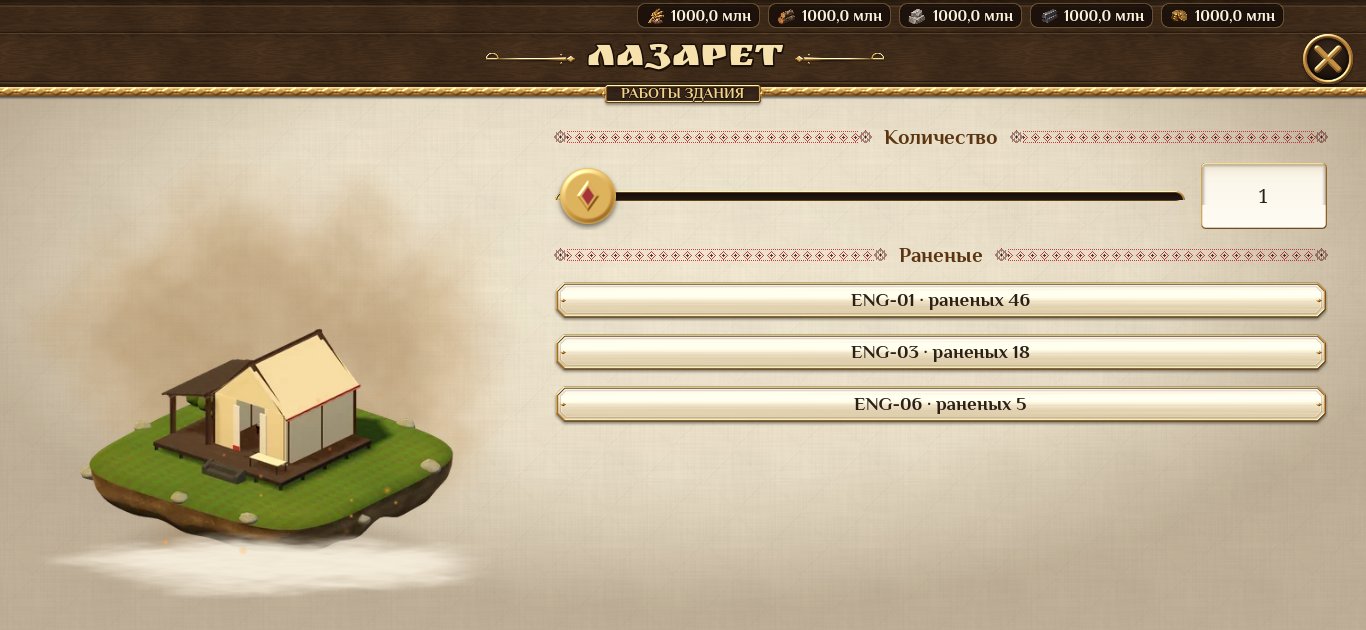 1000,0 млн 1000,0 млн 1000,0 млн 1000,0 млн 1000,0 млн
ЛАЗАРЕТ
РАБОТЫ ЗДАНИЯ
Количество
1
Раненые
ENG-01 · раненых 46
ENG-03 · раненых 18
ENG-06 · раненых 5